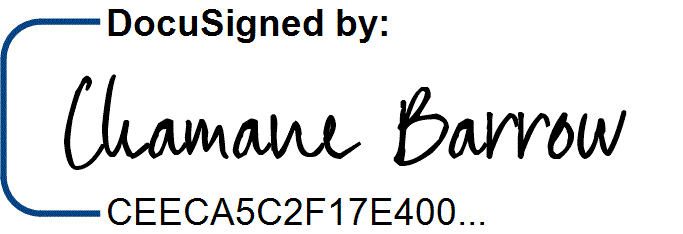 DocuSigned by:
Chamane Barrow
CEECA5C2F17E400...